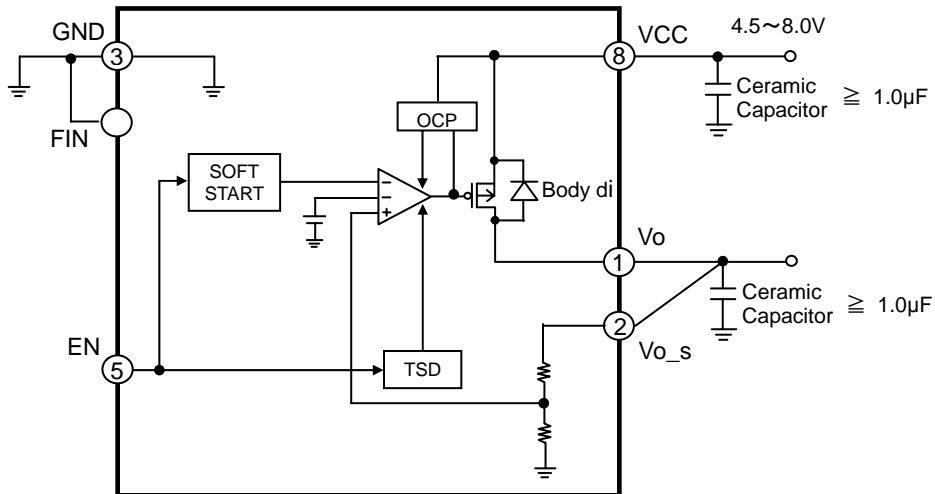 GND
3
FIN
VCC
8
4.5～8.0V
Ceramic
Capacitor ≧ 1.0µF
OCP
SOFT
START
−
−
+
Body di
Vo
1
Ceramic
Capacitor ≧ 1.0µF
2
Vo_s
EN
5
TSD